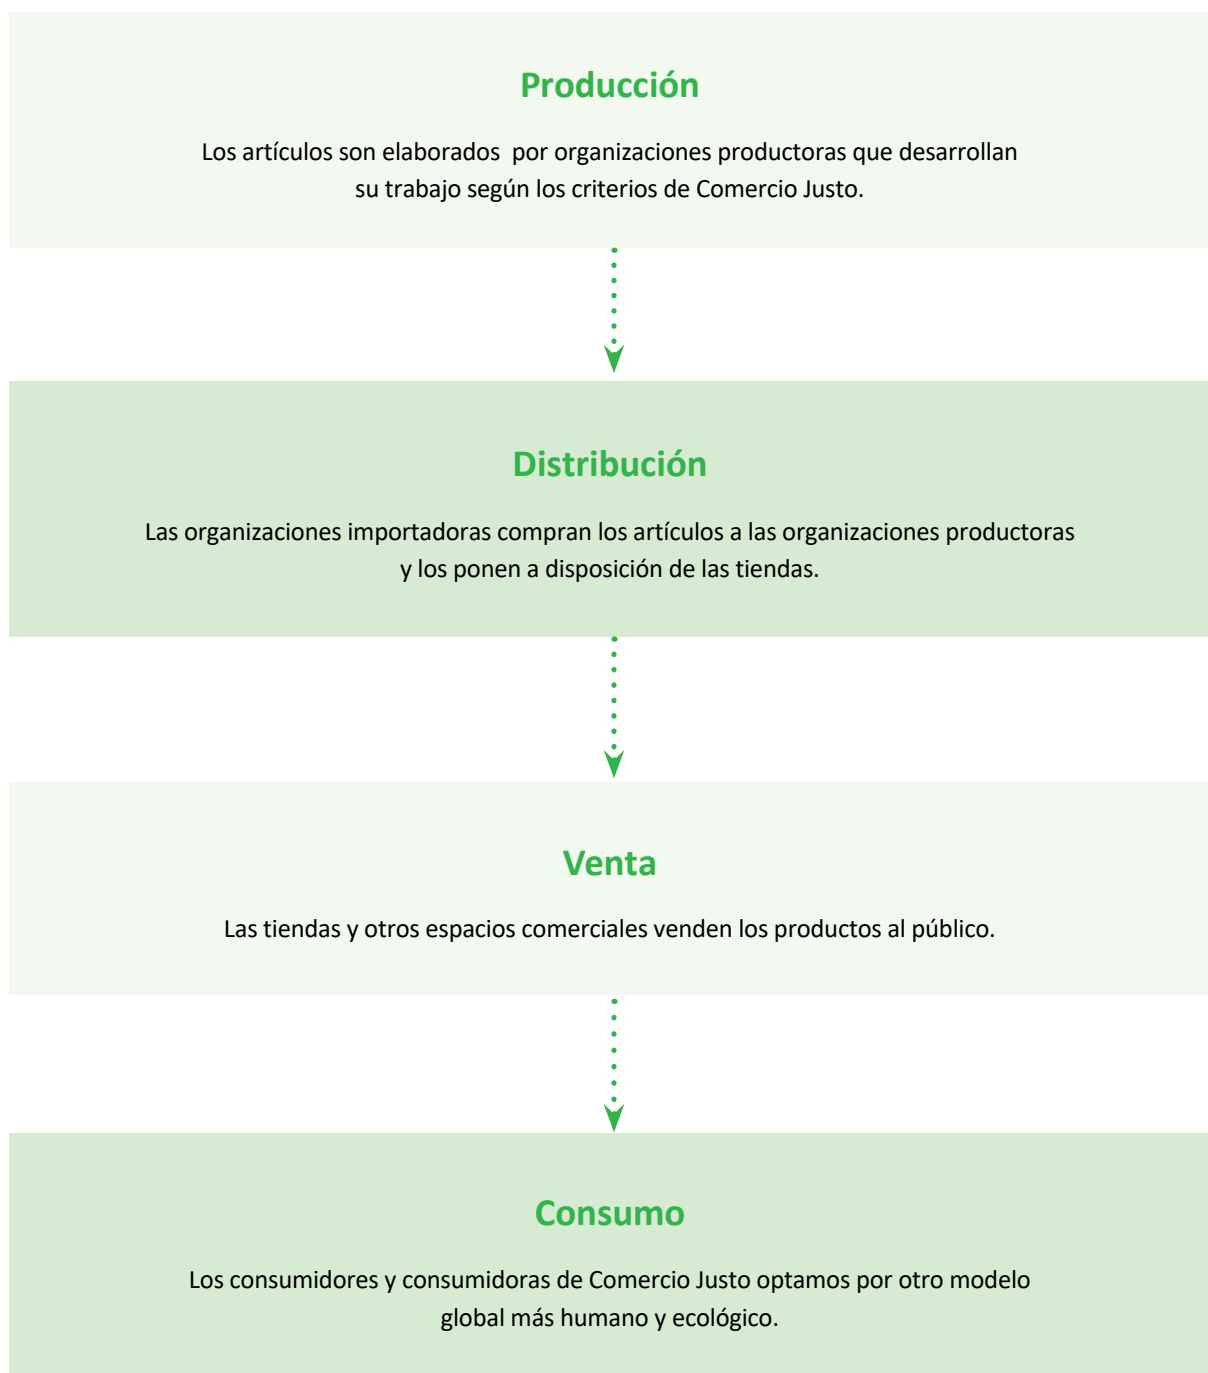 Producción
Los artículos son elaborados  por organizaciones productoras que desarrollan
su trabajo según los criterios de Comercio Justo.
Distribución
Las organizaciones importadoras compran los artículos a las organizaciones productoras
y los ponen a disposición de las tiendas.
Venta
Las tiendas y otros espacios comerciales venden los productos al público.
Consumo
Los consumidores y consumidoras de Comercio Justo optamos por otro modelo
global más humano y ecológico.